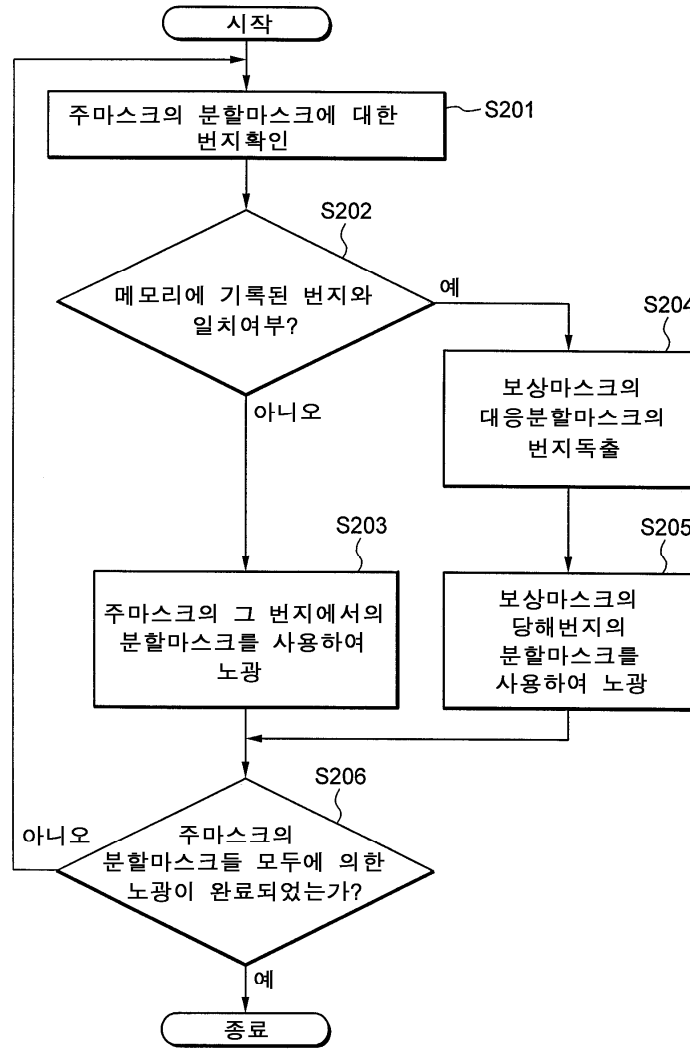 시작
주마스크의 분할마스크에 대한
번지확인
S201
S202
메모리에 기록된 번지와
일치여부?
예
아니오
S204
보상마스크의
대응분할마스크의
번지독출
S203
주마스크의 그 번지에서의
분할마스크를 사용하여
노광
S205
보상마스크의
당해번지의
분할마스크를
사용하여 노광
S206
주마스크의
분할마스크들 모두에 의한
노광이 완료되었는가?
아니오
예
종료